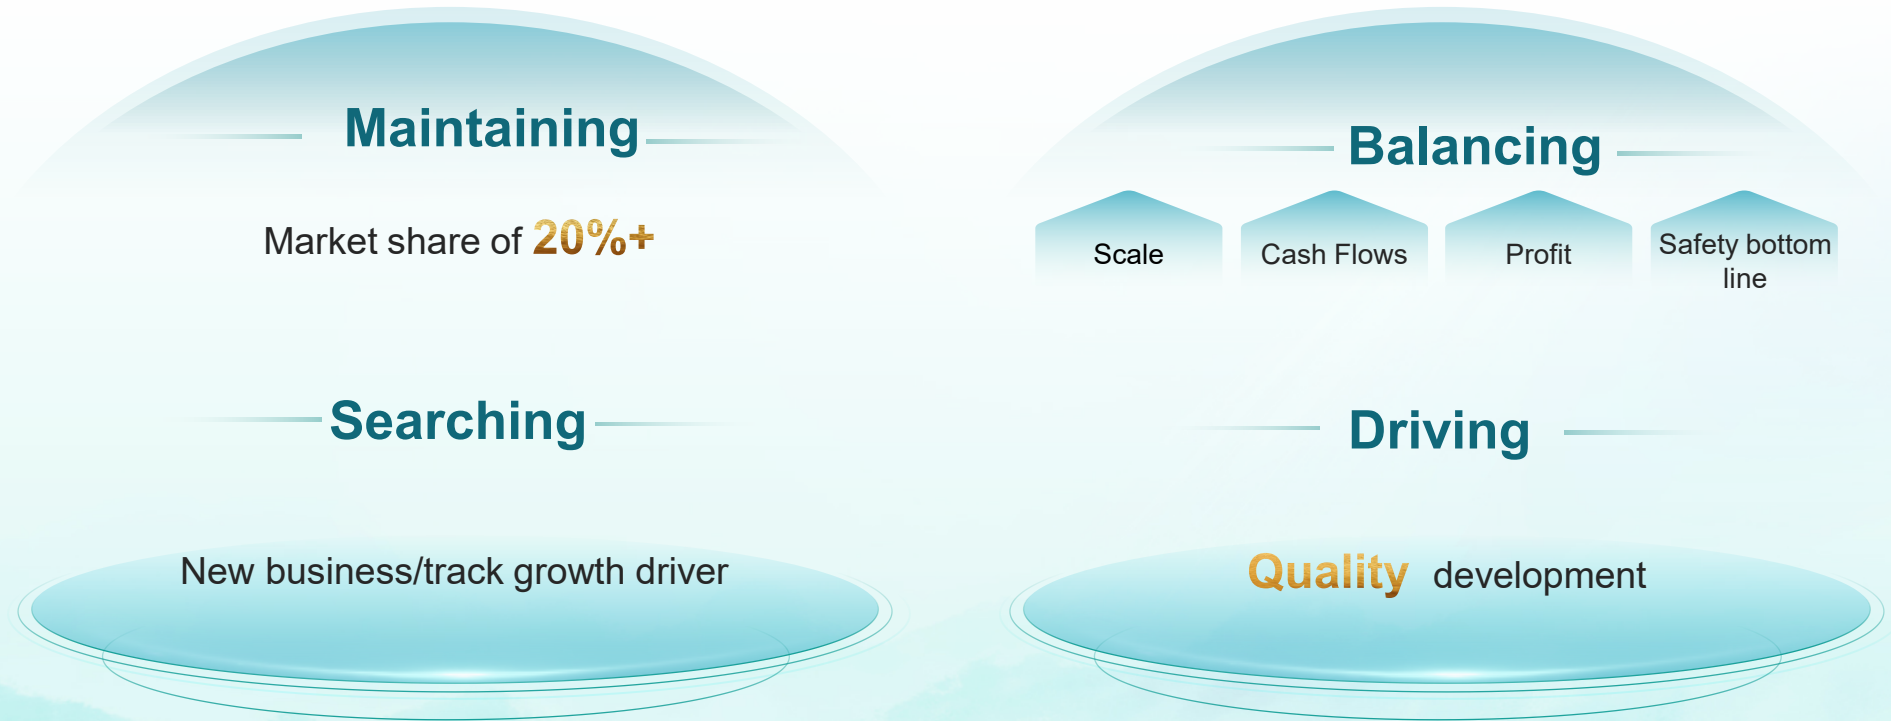 Maintaining
Market share of 20%+
Searching
New business/track growth driver
Balancing
Scale
Cash Flows
Profit
Safety bottom
line
Driving
Quality development